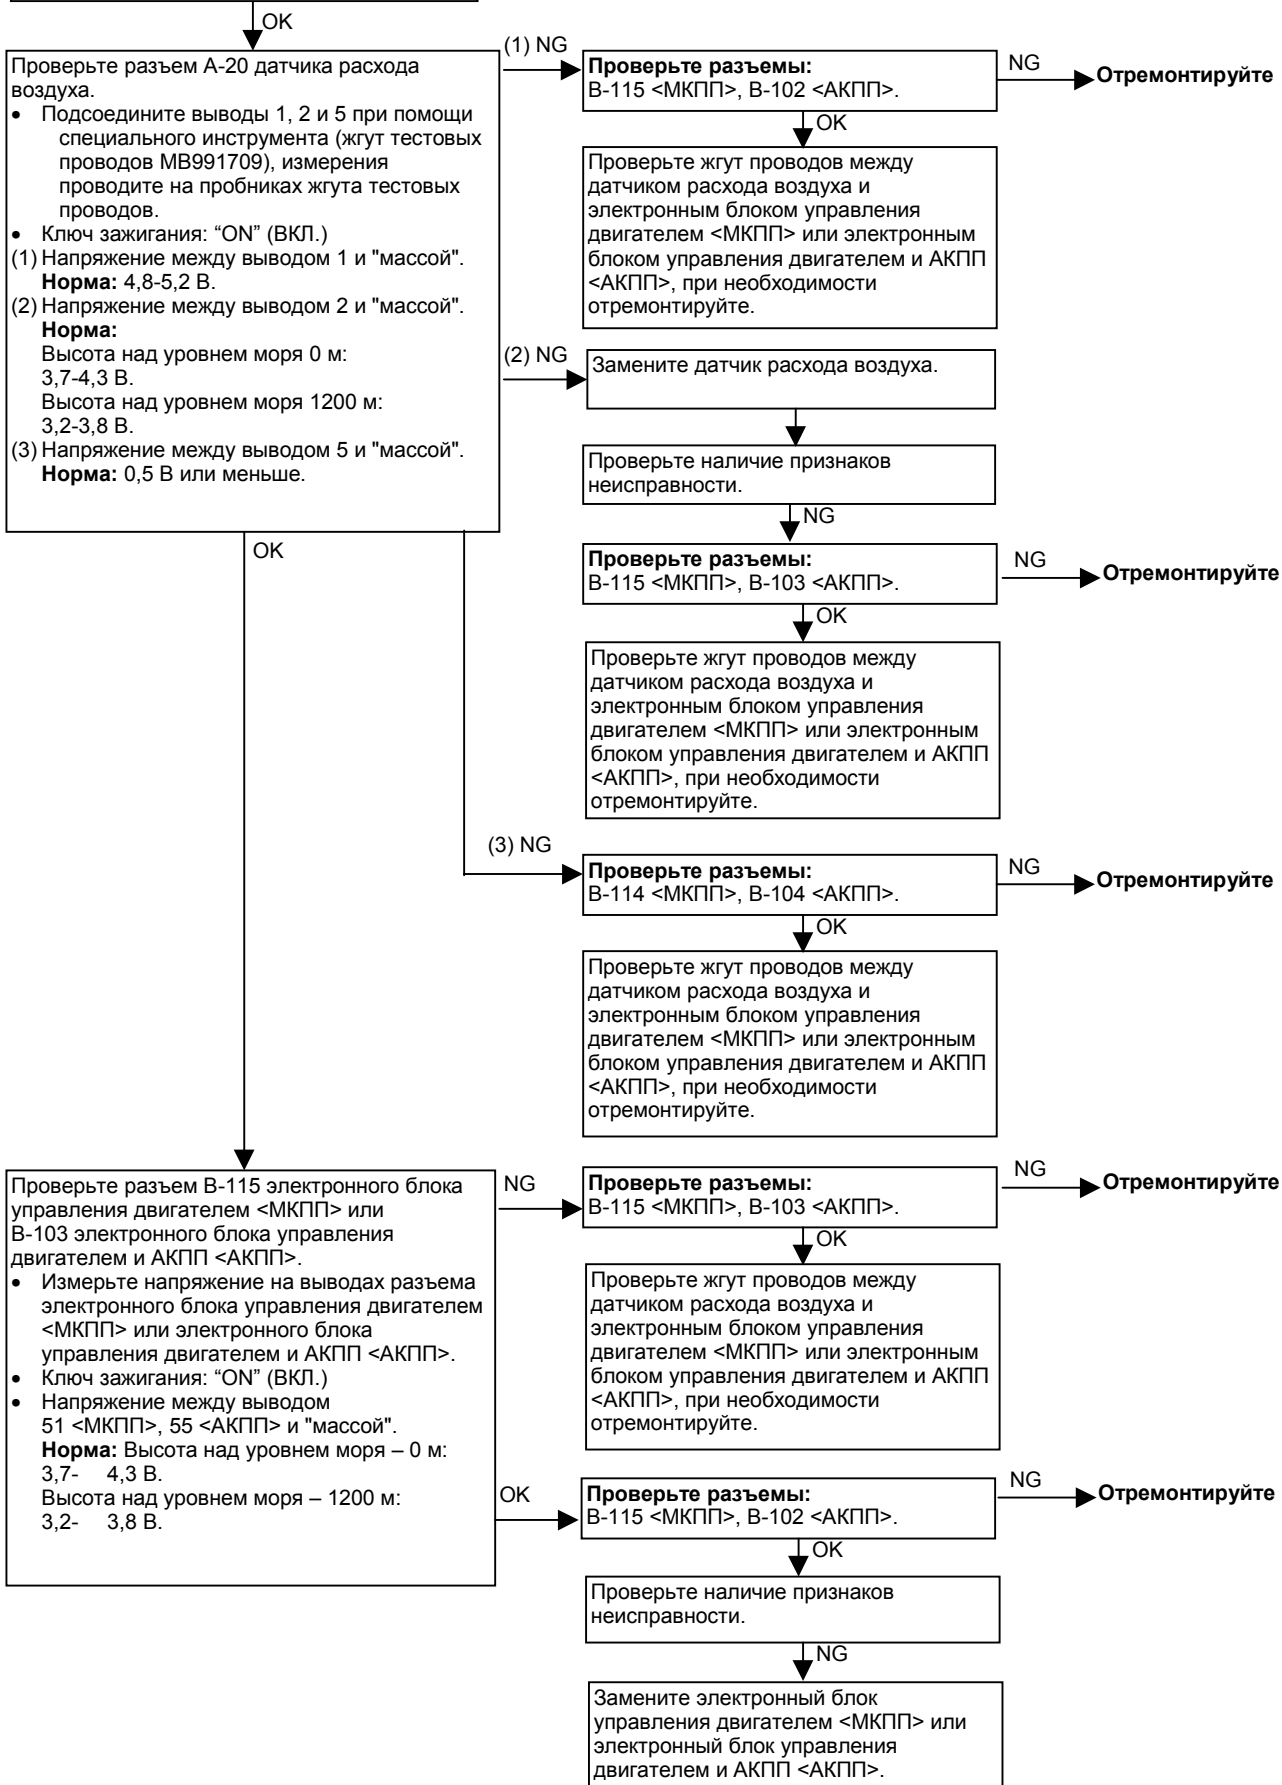 OK
Проверьте разъем А-20 датчика расхода
воздуха.
• Подсоедините выводы 1, 2 и 5 при помощи
специального инструмента (жгут тестовых
проводов МВ991709), измерения
проводите на пробниках жгута тестовых
проводов.
• Ключ зажигания: “ON” (ВКЛ.)
(1) Напряжение между выводом 1 и "массой".
Норма: 4,8-5,2 В.
(2) Напряжение между выводом 2 и "массой".
Норма:
Высота над уровнем моря 0 м:
3,7-4,3 В.
Высота над уровнем моря 1200 м:
3,2-3,8 В.
(3) Напряжение между выводом 5 и "массой".
Норма: 0,5 В или меньше.
(1) NG
Проверьте разъемы:
В-115 <МКПП>, В-102 <АКПП>.
NG
Отремонтируйте
OK
Проверьте жгут проводов между
датчиком расхода воздуха и
электронным блоком управления
двигателем <МКПП> или электронным
блоком управления двигателем и АКПП
<АКПП>, при необходимости
отремонтируйте.
(2) NG
Замените датчик расхода воздуха.
Проверьте наличие признаков
неисправности.
NG
Проверьте разъемы:
В-115 <МКПП>, В-103 <АКПП>.
NG
Отремонтируйте
OK
Проверьте жгут проводов между
датчиком расхода воздуха и
электронным блоком управления
двигателем <МКПП> или электронным
блоком управления двигателем и АКПП
<АКПП>, при необходимости
отремонтируйте.
(3) NG
Проверьте разъемы:
В-114 <МКПП>, В-104 <АКПП>.
NG
Отремонтируйте
OK
Проверьте жгут проводов между
датчиком расхода воздуха и
электронным блоком управления
двигателем <МКПП> или электронным
блоком управления двигателем и АКПП
<АКПП>, при необходимости
отремонтируйте.
OK
Проверьте разъем В-115 электронного блока
управления двигателем <МКПП> или
В-103 электронного блока управления
двигателем и АКПП <АКПП>.
• Измерьте напряжение на выводах разъема
электронного блока управления двигателем
<МКПП> или электронного блока
управления двигателем и АКПП <АКПП>.
• Ключ зажигания: “ON” (ВКЛ.)
• Напряжение между выводом
51 <МКПП>, 55 <АКПП> и "массой".
Норма: Высота над уровнем моря – 0 м:
3,7- 4,3 В.
Высота над уровнем моря – 1200 м:
3,2- 3,8 В.
NG
Проверьте разъемы:
В-115 <МКПП>, В-103 <АКПП>.
NG
Отремонтируйте
OK
Проверьте жгут проводов между
датчиком расхода воздуха и
электронным блоком управления
двигателем <МКПП> или электронным
блоком управления двигателем и АКПП
<АКПП>, при необходимости
отремонтируйте.
OK
Проверьте разъемы:
В-115 <МКПП>, В-102 <АКПП>.
NG
Отремонтируйте
OK
Проверьте наличие признаков
неисправности.
NG
Замените электронный блок
управления двигателем <МКПП> или
электронный блок управления
двигателем и АКПП <АКПП>.